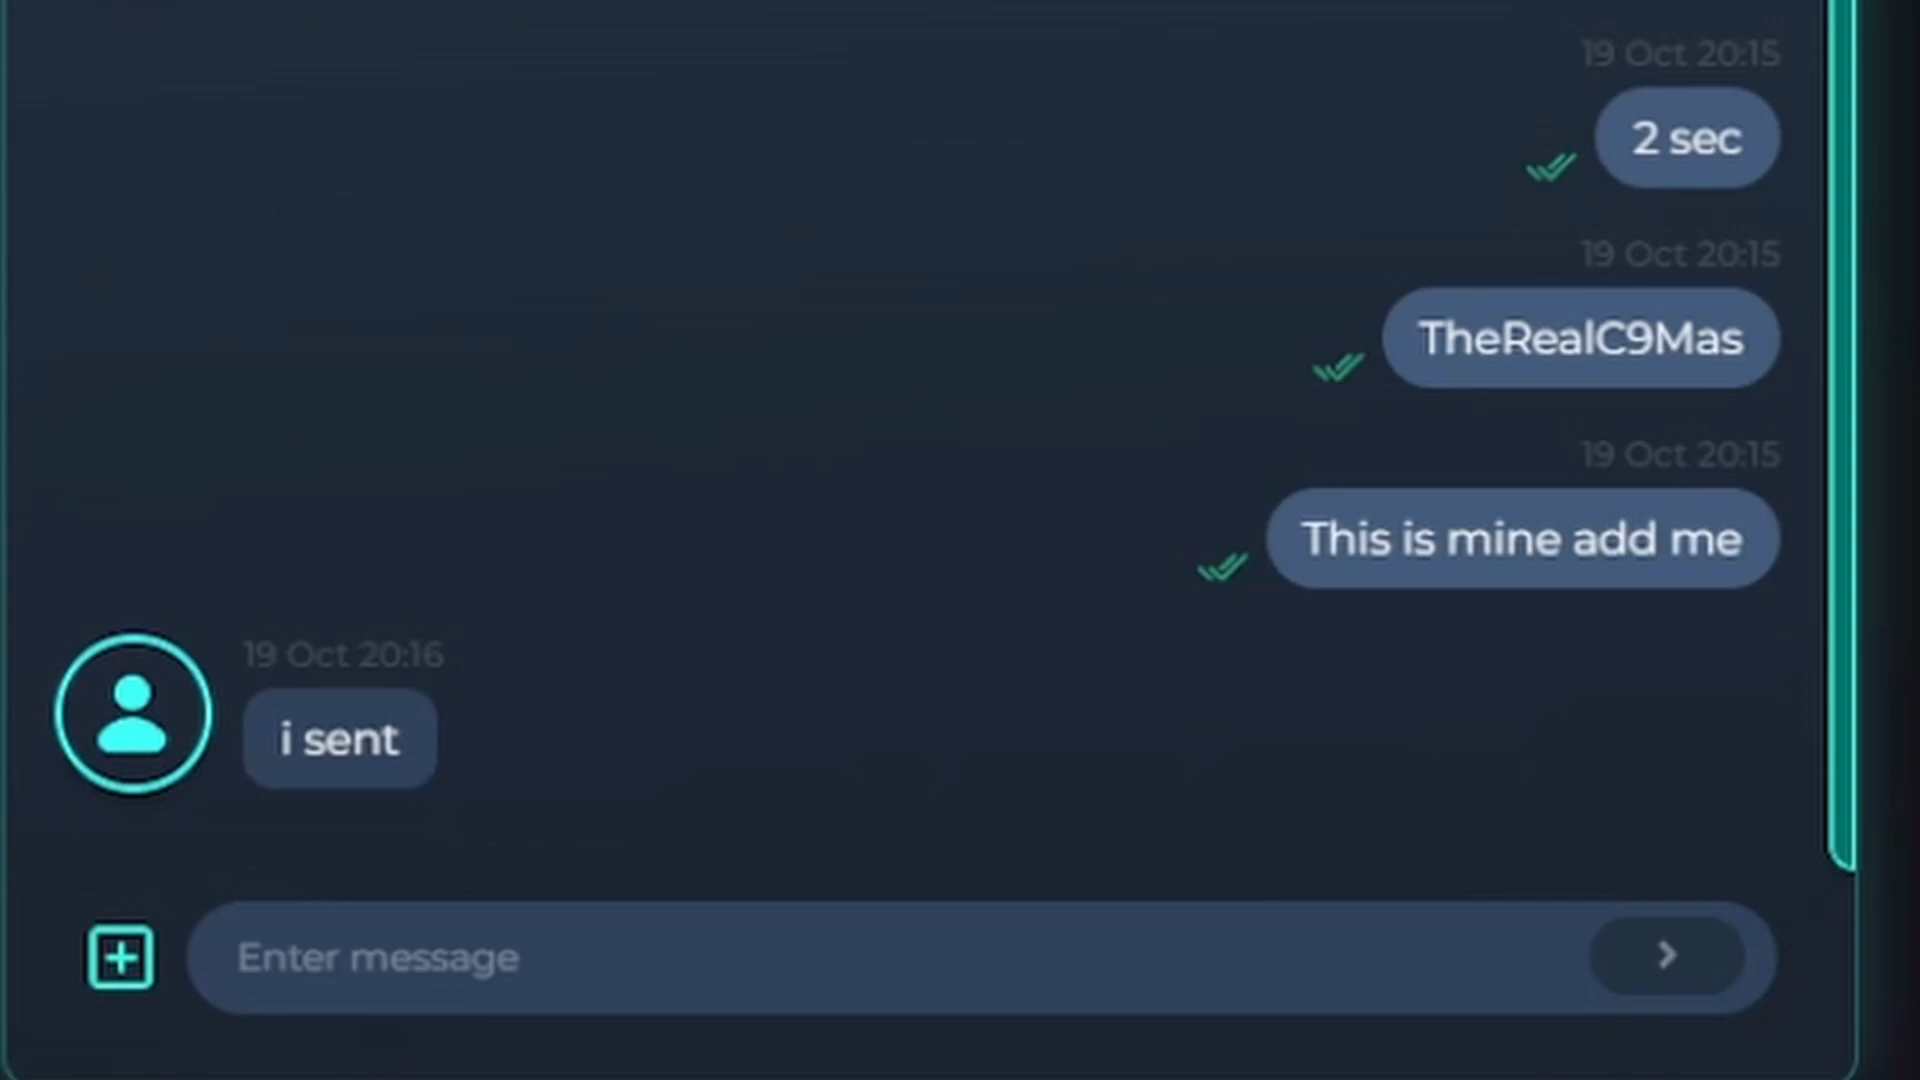 19 Oct 20:15
2 sec
19 Oct 20:15
TheRealC9Mas
19 Oct 20:15
This is mine add me
19 Oct 20:16
i sent
Enter message